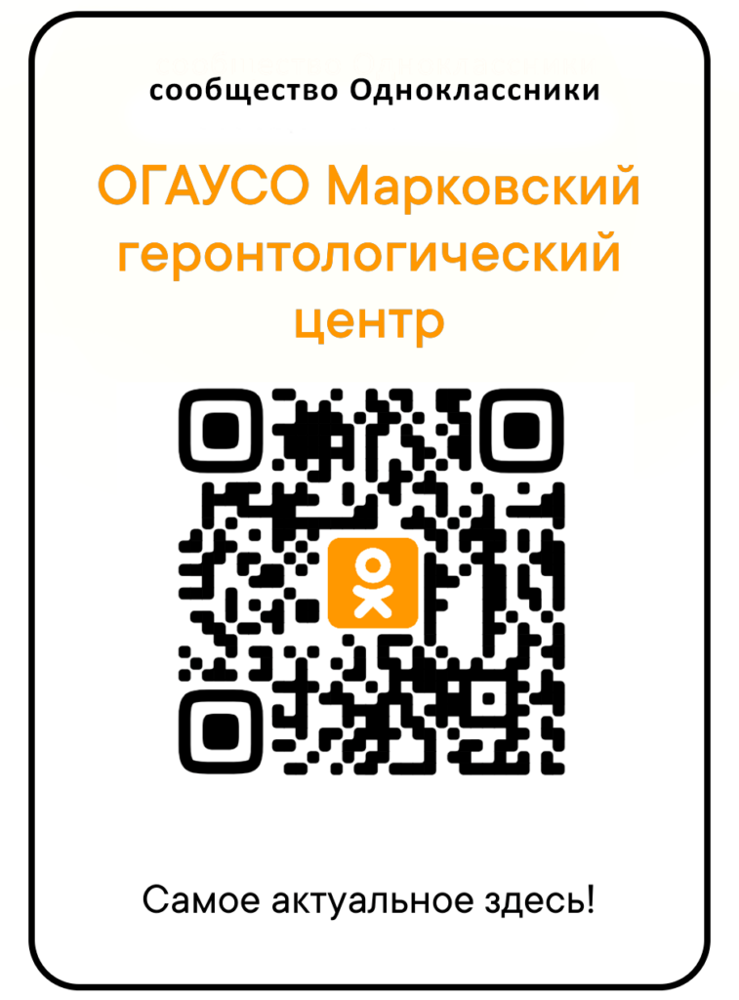 сообщество Одноклассники
ОГАУСО Марковский
геронтологический
центр
Самое актуальное здесь!